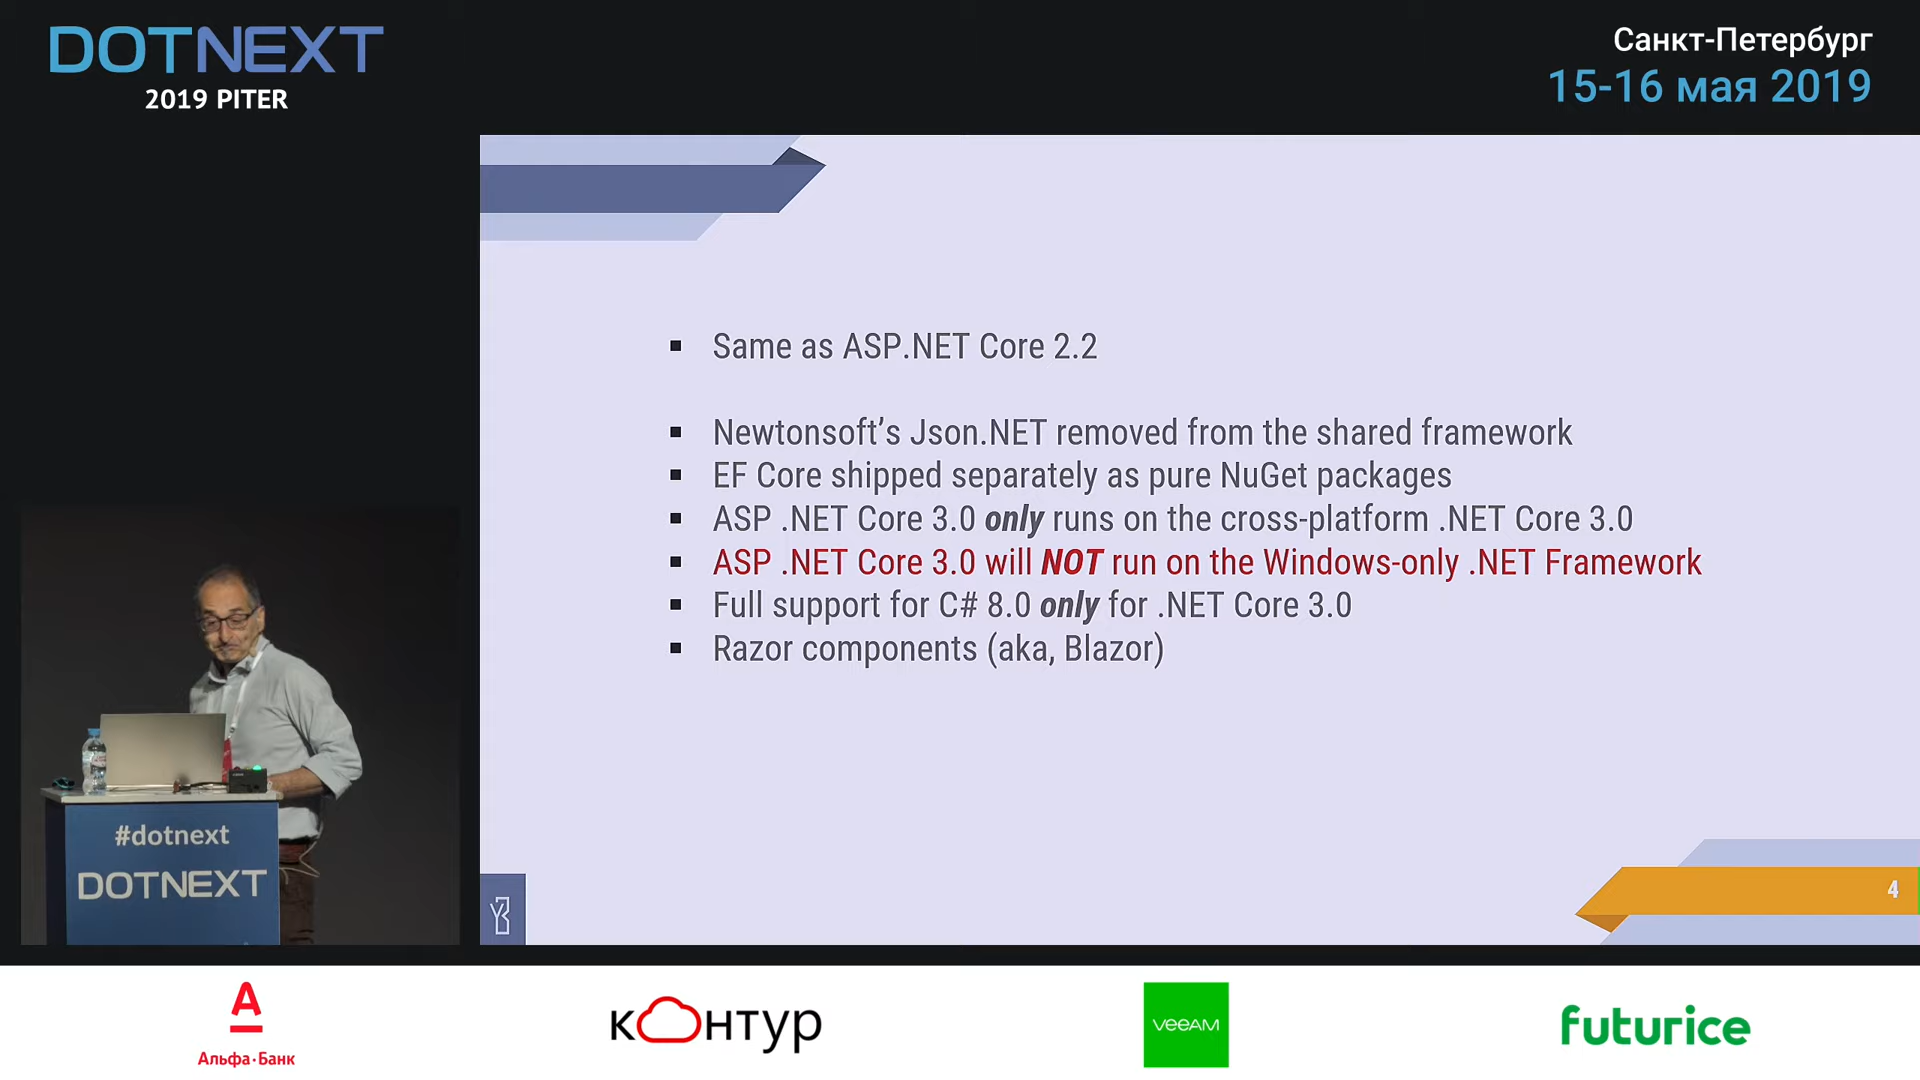 DOTNEXT
2019 PITER
Санкт-Петербург
15-16 мая 2019
Same as ASP.NET Core 2.2
Newtonsoft’s Json.NET removed from the shared framework
EF Core shipped separately as pure NuGet packages
ASP .NET Core 3.0 only runs on the cross-platform .NET Core 3.0
ASP .NET Core 3.0 will NOT run on the Windows-only .NET Framework
Full support for C# 8.0 only for .NET Core 3.0
Razor components (aka, Blazor)
4
#dotnext
DOTNEXT
Альфа·Банк
контур
veeAM
futurice